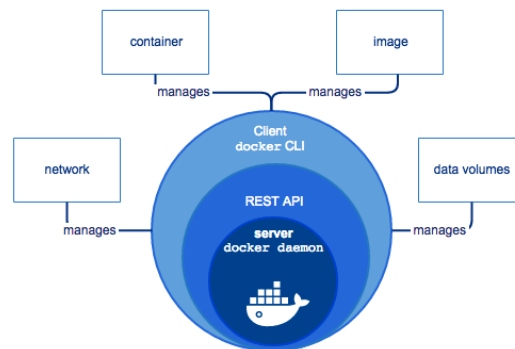 container
image
manages
manages
Client
docker CLI
network
data volumes
REST API
manages
manages
server
docker daemon